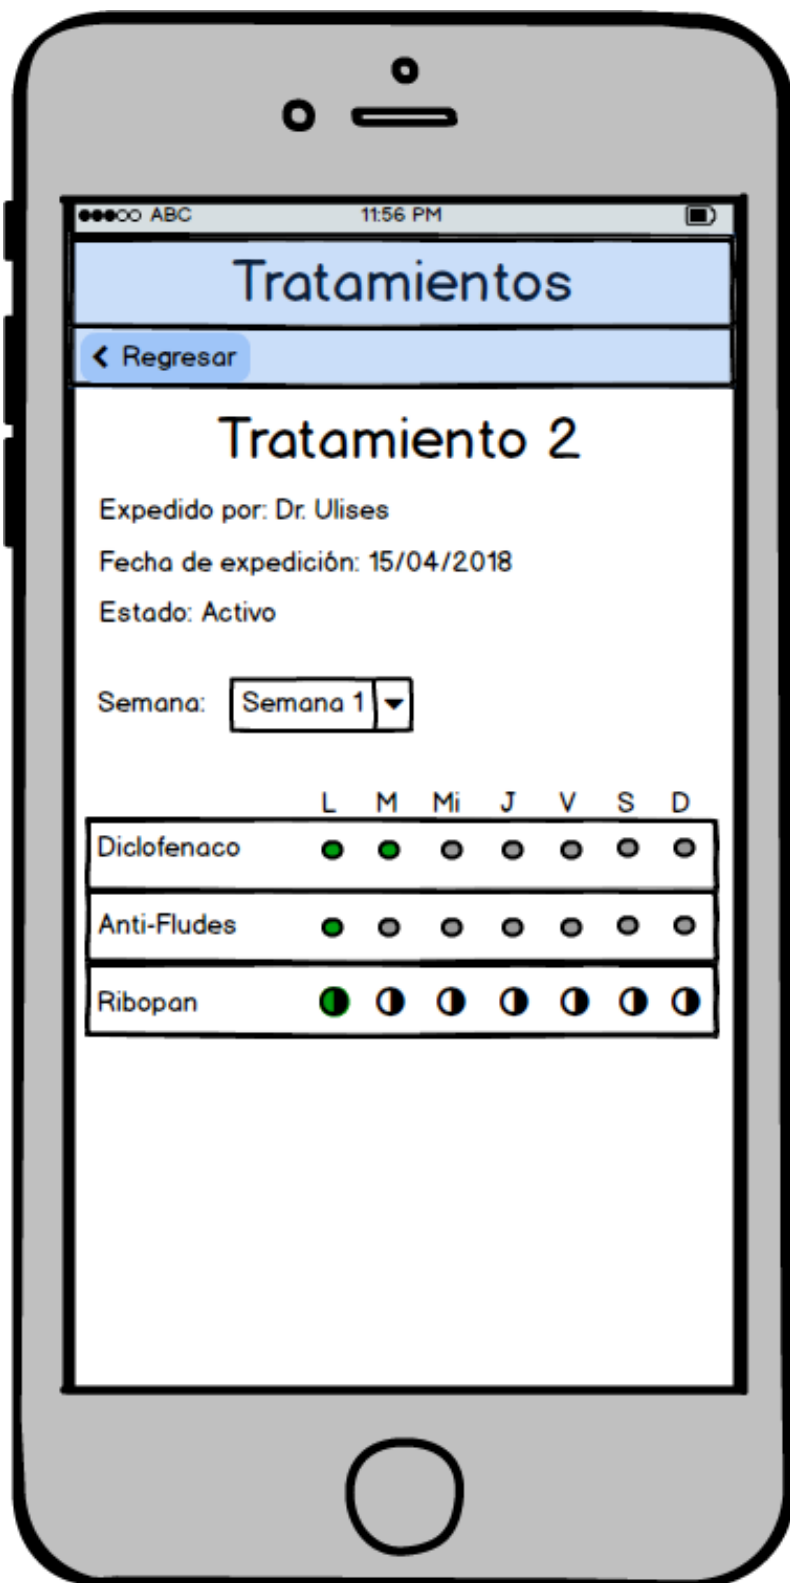 ABC 11:56 PM
Tratamientos
Regresar
Tratamiento 2
Expedido por: Dr. Ulises
Fecha de expedición: 15/04/2018
Estado: Activo
Semana: Semana 1
L M Mi J V S D
Diclofenaco
Anti-Fludes
Ribopan